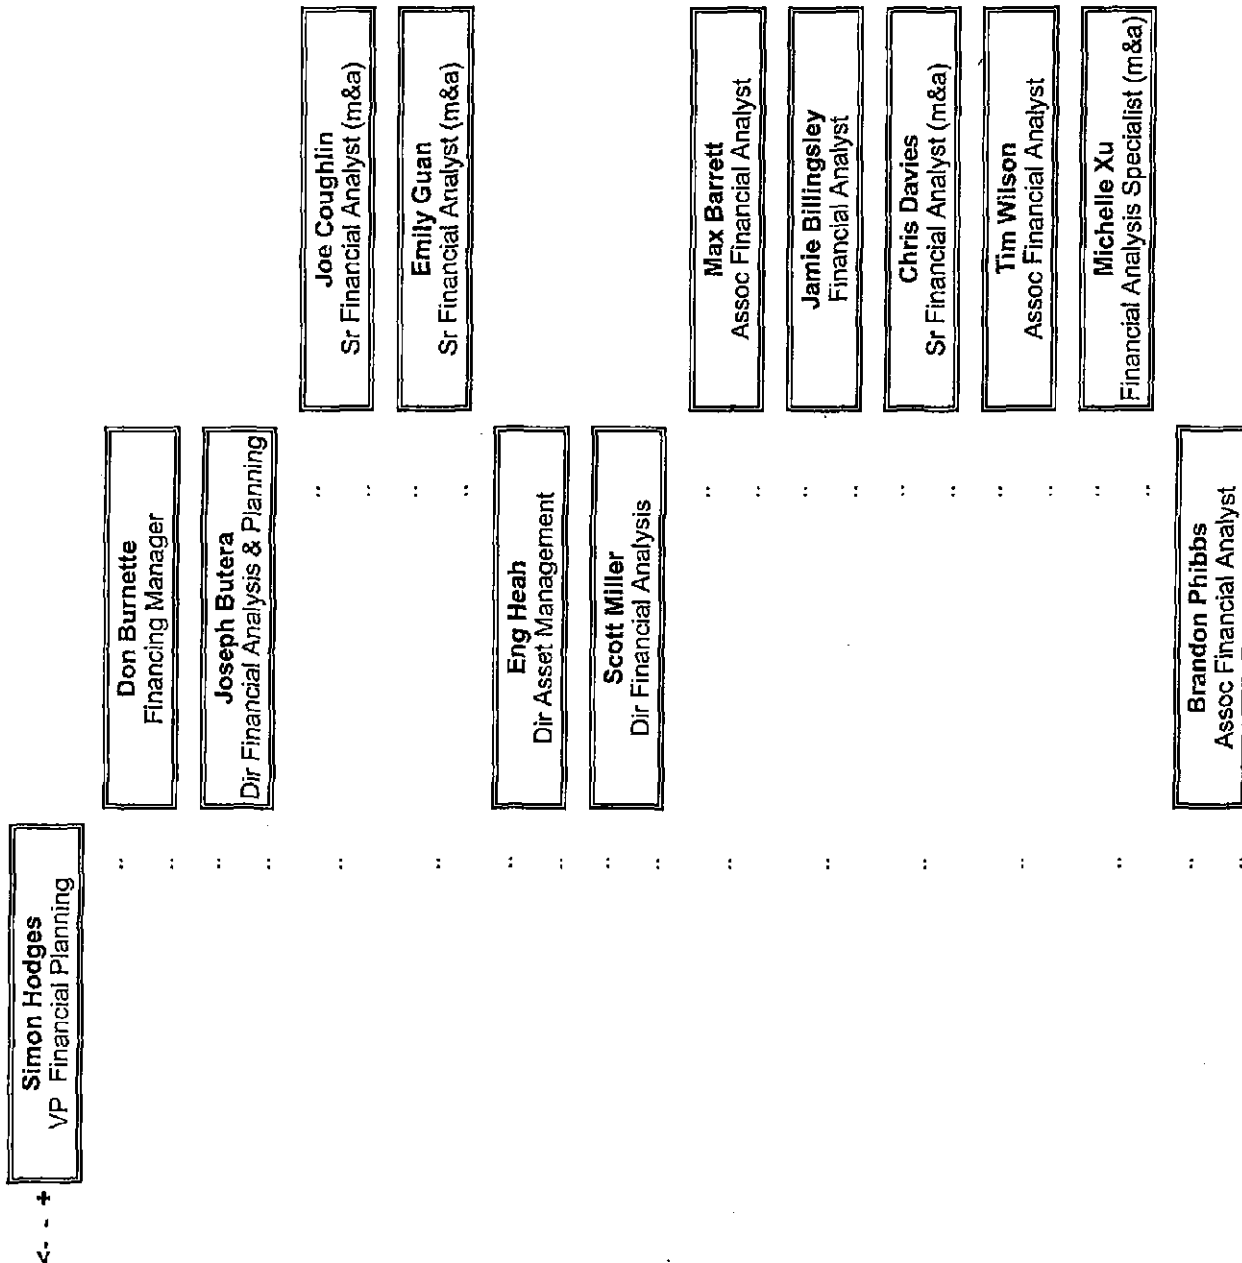 <- - +
Simon Hodges
VP Financial Planning
Don Burnette
Financing Manager
Joseph Butera
Dir Financial Analysis & Planning
Joe Coughlin
Sr Financial Analyst (m&a)
Emily Guan
Sr Financial Analyst (m&a)
Eng Heah
Dir Asset Management
Scott Miller
Dir Financial Analysis
Max Barrett
Assoc Financial Analyst
Jamie Billingsley
Financial Analyst
Chris Davies
Sr Financial Analyst (m&a)
Tim Wilson
Assoc Financial Analyst
Michelle Xu
Financial Analysis Specialist (m&a)
Brandon Phibbs
Assoc Financial Analyst